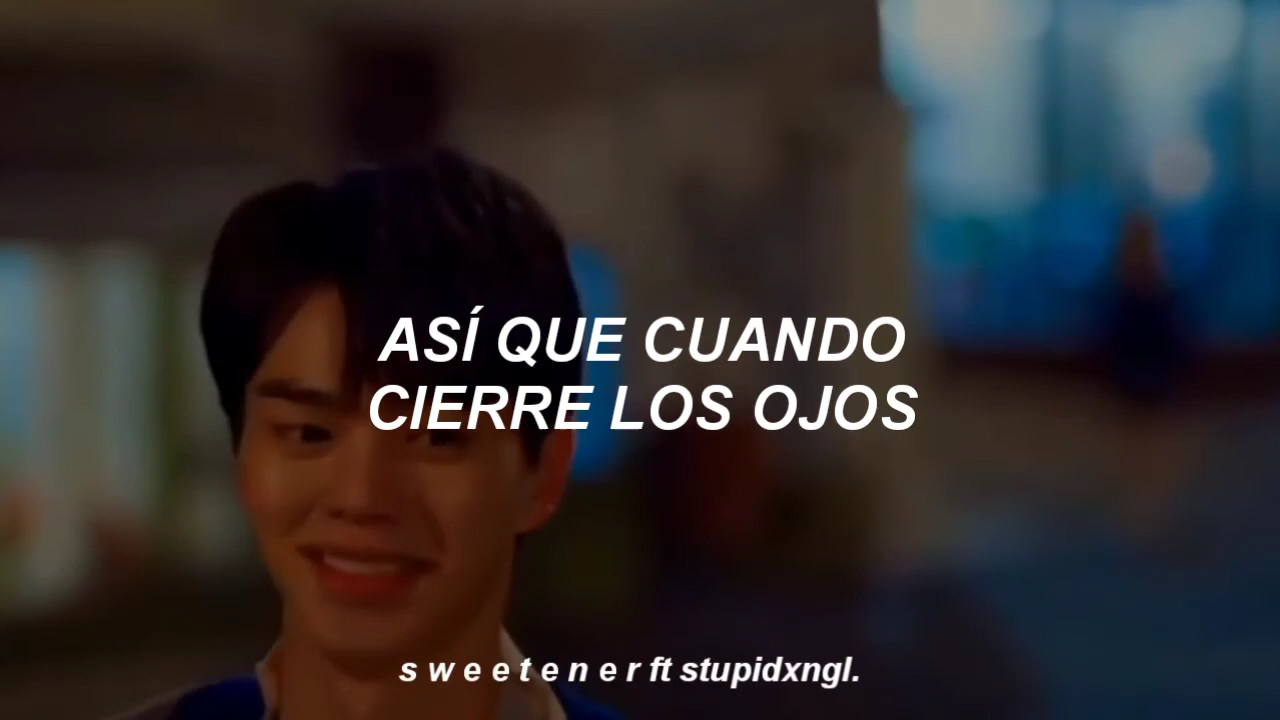 ASÍ QUE CUANDO
CIERRE LOS OJOS
s w e e t e n e r ft stupidxngl.